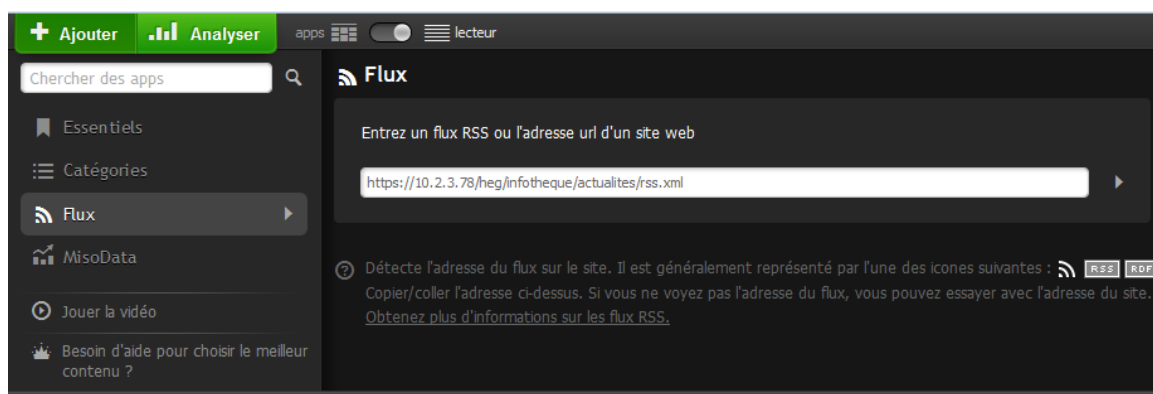 Ajouter
Analyser
apps
lecteur
Chercher des apps
Flux
Essentiels
Entrez un flux RSS ou l'adresse url d'un site web
Catégories
https://10.2.3.78/heg/infotheque/actualites/rss.xml
Flux
MisoData
Détecte l'adresse du flux sur le site. Il est généralement représenté par l'une des icones suivantes : RSS RDF
Copier/coller l'adresse ci-dessus. Si vous ne voyez pas l'adresse du flux, vous pouvez essayer avec l'adresse du site.
Obtenez plus d'informations sur les flux RSS.
Jouer la vidéo
Besoin d'aide pour choisir le meilleur
contenu ?